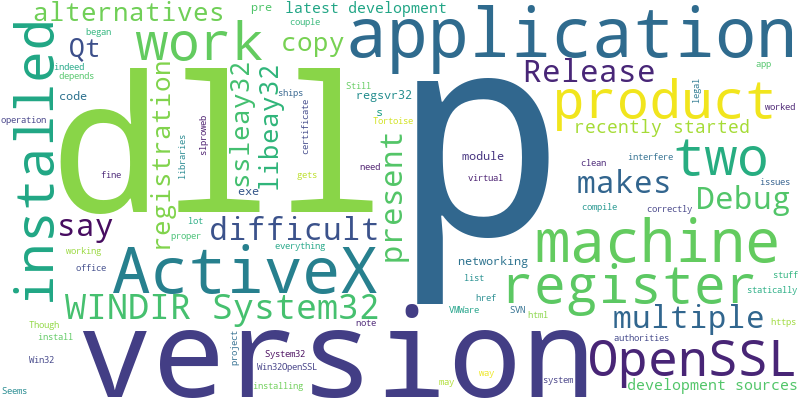 began
couple
pre
latest development
alternatives
application
work
copy
Qt
indeed
depends
code
installed
dll
p
Release
app
product
legal
worked
recently started
registration
ssleay32
libeay32
regsvr32
Still
s
Tortoise
ships
certificate
slproweb
libraries
operation
fine
exe
gets
need
present
module
virtual
clean
interfere
issues
two
makes
Debug
compile
correctly
say
lot
proper
difficult
everything
working
office
networking
list
href
machine
register
stuff
statically
ActiveX
WINDIR System32
VMWare
SVN
html
multiple
https
authorities
Though
install
note
project
version
System32
Win32OpenSSL
installing
Win32
Seems
way
may
system
OpenSSL
development sources